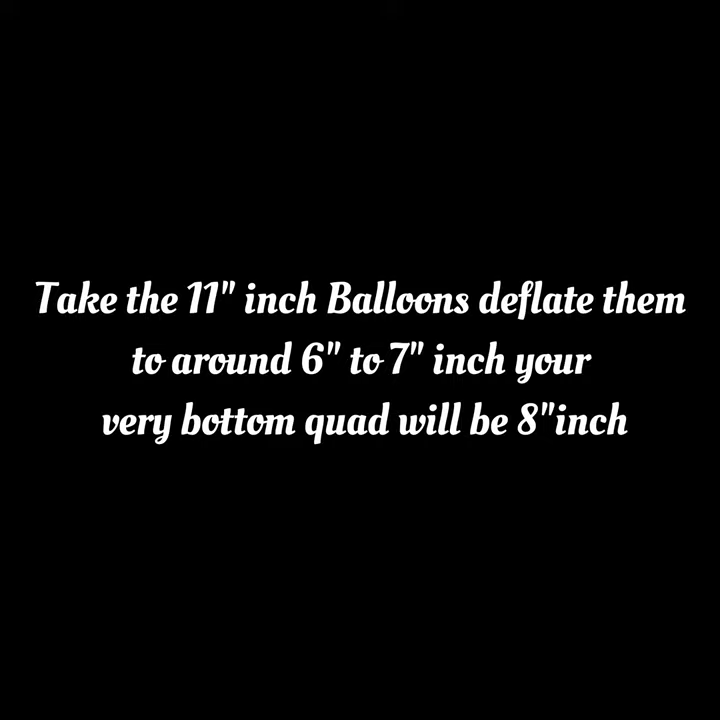 Take the 11" inch Balloons deflate them
to around 6" to 7" inch your
very bottom quad will be 8"inch